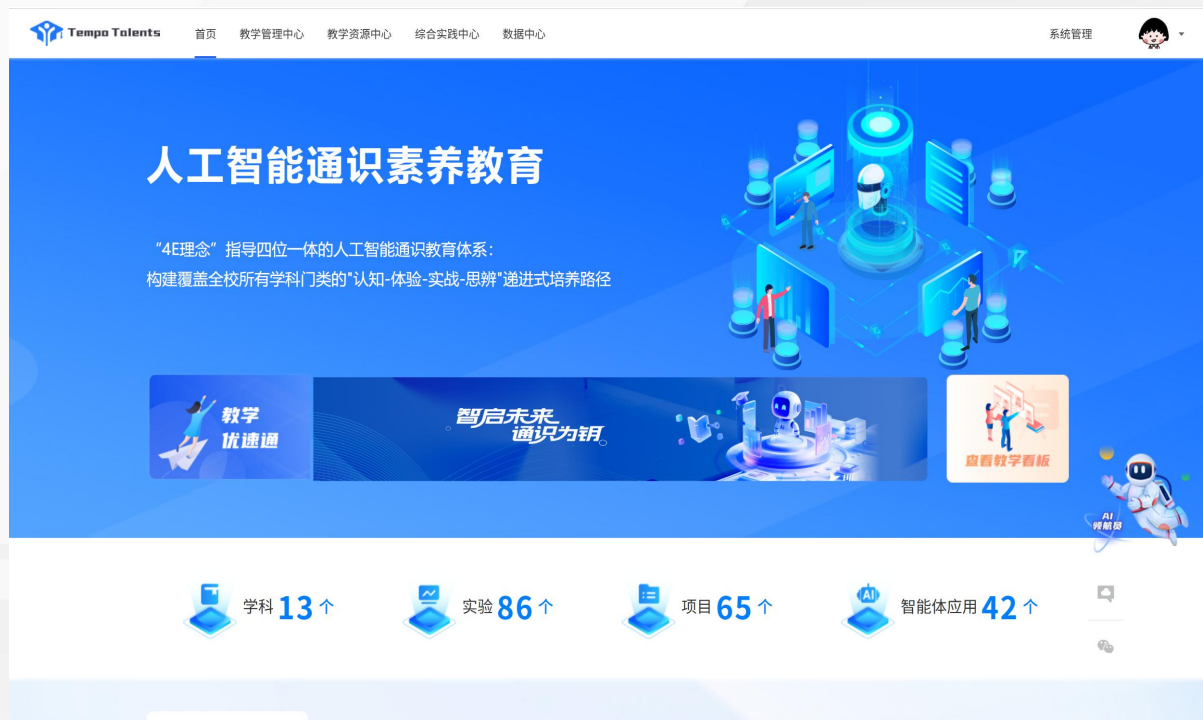 Tempo Talents
首页 教学管理中心 教学资源中心 综合实践中心 数据中心 系统管理
人工智能通识素养教育
“4E理念”指导四位一体的人工智能通识教育体系：
构建覆盖全校所有学科门类的"认知-体验-实战-思辨"递进式培养路径
教学
优速通
智启未来
通识为钥
查看教学看板
AI
领航员
学科 13 个 实验 86 个 项目 65 个 智能体应用 42 个